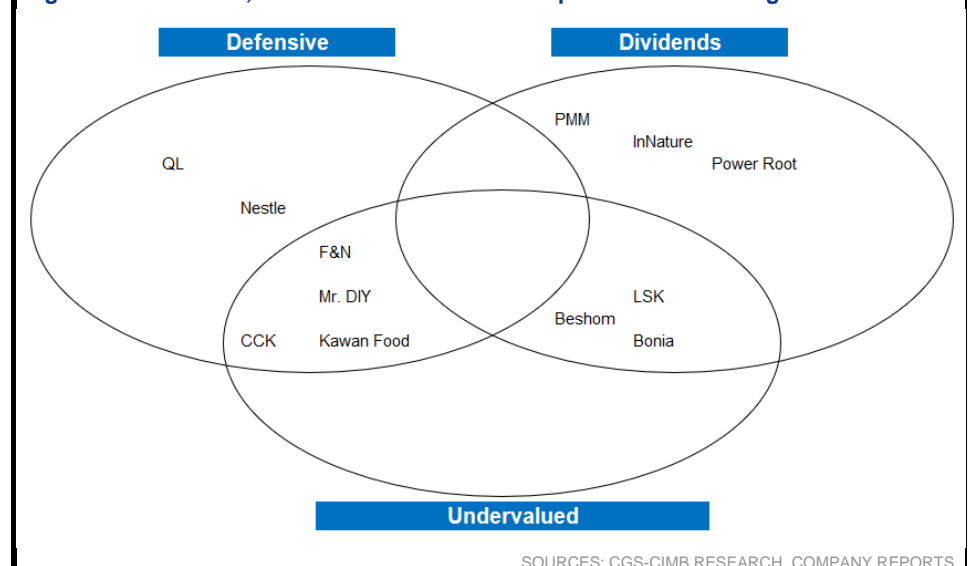 Defensive
Dividends
PMM
InNature
QL
Power Root
Nestle
F&N
Mr. DIY
LSK
Beshom
CCK
Kawan Food
Bonia
Undervalued
SOURCES: CGS-CIMB RESEARCH, COMPANY REPORTS